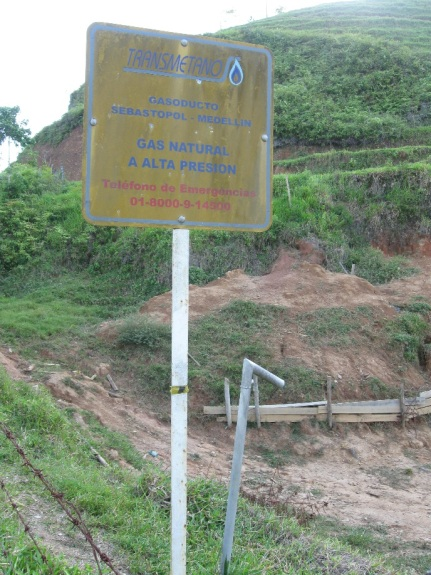 TRANSMETANO
GASODUCTO
SEBASTOPOL - MEDELLIN
GAS NATURAL
A ALTA PRESION
Teléfono de Emergencias
01-8000-9-14800